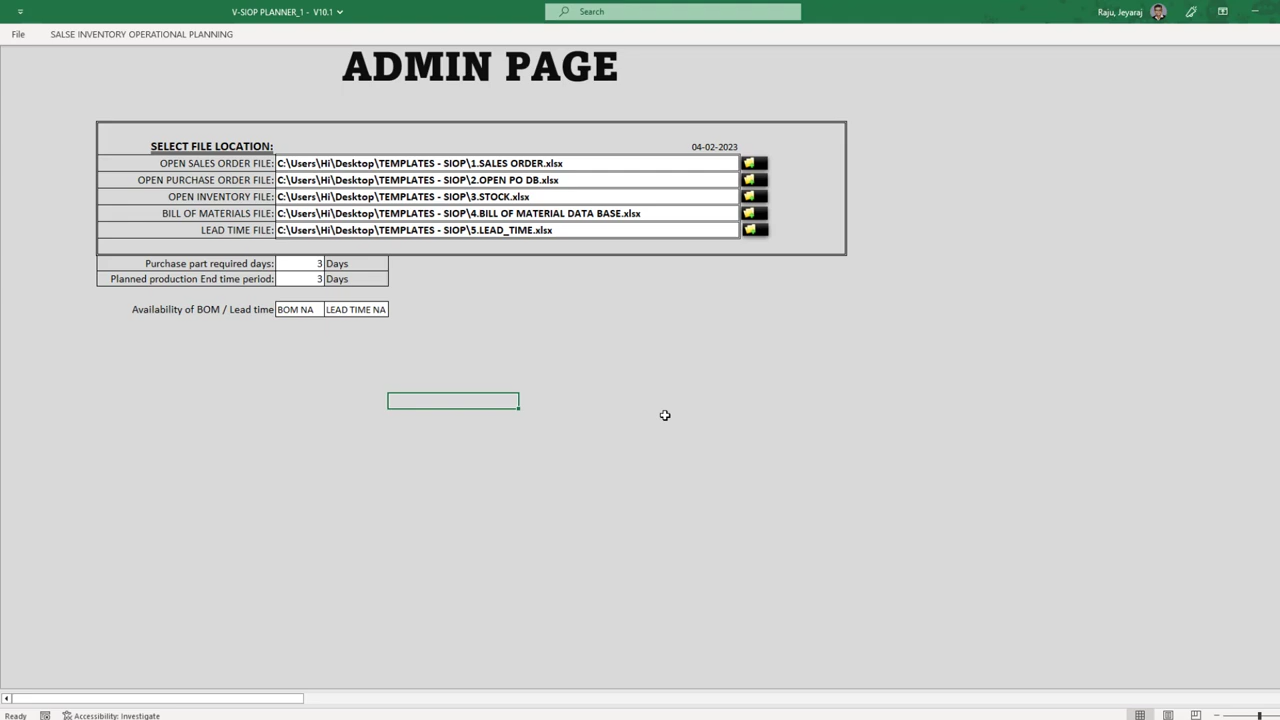 V-SIOP PLANNER_1 - V10.1
Search
Raju, Jeyaraj
File SALSE INVENTORY OPERATIONAL PLANNING
ADMIN PAGE
SELECT FILE LOCATION: 04-02-2023
OPEN SALES ORDER FILE: C:\Users\Hi\Desktop\TEMPLATES - SIOP\1.SALES ORDER.xlsx
OPEN PURCHASE ORDER FILE: C:\Users\Hi\Desktop\TEMPLATES - SIOP\2.OPEN PO DB.xlsx
OPEN INVENTORY FILE: C:\Users\Hi\Desktop\TEMPLATES - SIOP\3.STOCK.xlsx
BILL OF MATERIALS FILE: C:\Users\Hi\Desktop\TEMPLATES - SIOP\4.BILL OF MATERIAL DATA BASE.xlsx
LEAD TIME FILE: C:\Users\Hi\Desktop\TEMPLATES - SIOP\5.LEAD_TIME.xlsx
Purchase part required days: 3 Days
Planned production End time period: 3 Days
Availability of BOM / Lead time BOM NA LEAD TIME NA
Ready Accessibility: Investigate